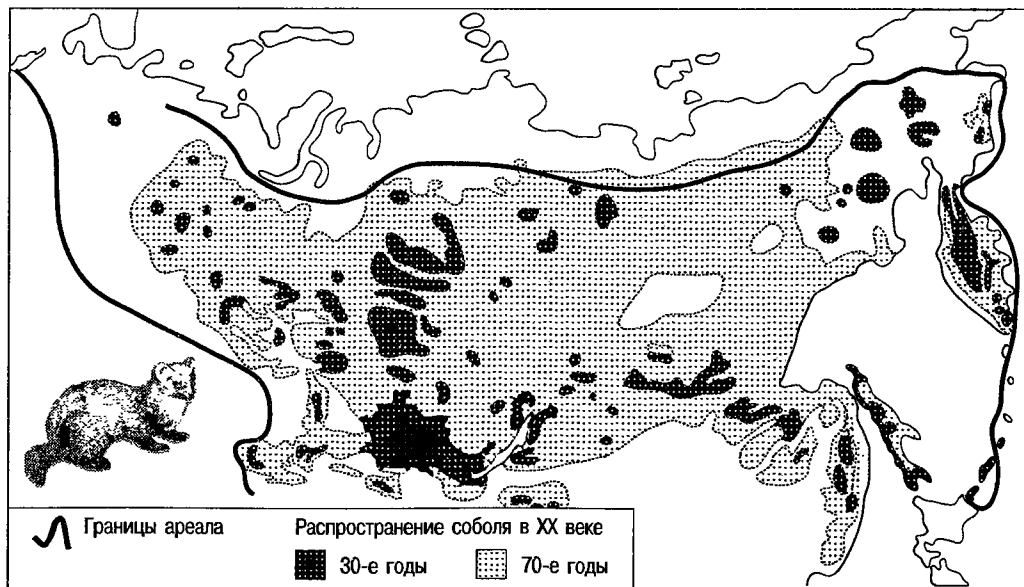 Границы ареала
Распространение соболя в XX веке
30-е годы
70-е годы